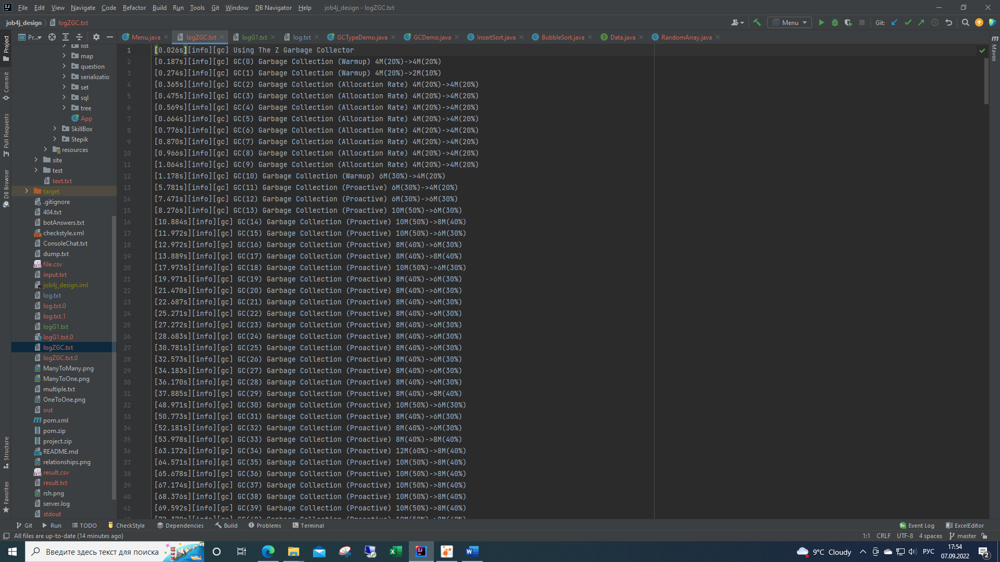 File Edit View Navigate Code Refactor Build Run Tools Git Window DB Navigator Help job4j_design - logZGC.txt
job4j_design logZGC.txt Menu Git:
Pr... Menu.java logZGC.txt logG1.txt log.txt GCTypeDemo.java GCDemo.java InsertSort.java BubbleSort.java Data.java RandomArray.java
Project
Commit
Pull Requests
DB Browser
Structure
Favorites
Maven
list
map
question
serializatio
set
sql
tree
App
SkillBox
Stepik
resources
site
test
text.txt
target
.gitignore
404.txt
botAnswers.txt
checkstyle.xml
ConsoleChat.txt
dump.txt
file.csv
input.txt
job4j_design.iml
log.txt
log.txt.0
log.txt.1
logG1.txt
logG1.txt.0
logZGC.txt
logZGC.txt.0
ManyToMany.png
ManyToOne.png
multiple.txt
OneToOne.png
out
pom.xml
pom.zip
project.zip
README.md
relationships.png
result.csv
result.txt
rsh.png
server.log
stdout
1 [0.026s][info][gc] Using The Z Garbage Collector
2 [0.187s][info][gc] GC(0) Garbage Collection (Warmup) 4M(20%)->4M(20%)
3 [0.274s][info][gc] GC(1) Garbage Collection (Warmup) 4M(20%)->2M(10%)
4 [0.365s][info][gc] GC(2) Garbage Collection (Allocation Rate) 4M(20%)->4M(20%)
5 [0.475s][info][gc] GC(3) Garbage Collection (Allocation Rate) 4M(20%)->4M(20%)
6 [0.569s][info][gc] GC(4) Garbage Collection (Allocation Rate) 4M(20%)->4M(20%)
7 [0.664s][info][gc] GC(5) Garbage Collection (Allocation Rate) 4M(20%)->4M(20%)
8 [0.776s][info][gc] GC(6) Garbage Collection (Allocation Rate) 4M(20%)->4M(20%)
9 [0.870s][info][gc] GC(7) Garbage Collection (Allocation Rate) 4M(20%)->4M(20%)
10 [0.966s][info][gc] GC(8) Garbage Collection (Allocation Rate) 4M(20%)->4M(20%)
11 [1.064s][info][gc] GC(9) Garbage Collection (Allocation Rate) 4M(20%)->4M(20%)
12 [1.178s][info][gc] GC(10) Garbage Collection (Warmup) 6M(30%)->4M(20%)
13 [5.781s][info][gc] GC(11) Garbage Collection (Proactive) 6M(30%)->4M(20%)
14 [7.471s][info][gc] GC(12) Garbage Collection (Proactive) 6M(30%)->6M(30%)
15 [8.276s][info][gc] GC(13) Garbage Collection (Proactive) 10M(50%)->6M(30%)
16 [10.884s][info][gc] GC(14) Garbage Collection (Proactive) 10M(50%)->8M(40%)
17 [11.972s][info][gc] GC(15) Garbage Collection (Proactive) 10M(50%)->6M(30%)
18 [12.972s][info][gc] GC(16) Garbage Collection (Proactive) 8M(40%)->6M(30%)
19 [13.889s][info][gc] GC(17) Garbage Collection (Proactive) 8M(40%)->8M(40%)
20 [17.973s][info][gc] GC(18) Garbage Collection (Proactive) 10M(50%)->6M(30%)
21 [19.971s][info][gc] GC(19) Garbage Collection (Proactive) 8M(40%)->6M(30%)
22 [21.470s][info][gc] GC(20) Garbage Collection (Proactive) 8M(40%)->6M(30%)
23 [22.687s][info][gc] GC(21) Garbage Collection (Proactive) 8M(40%)->6M(30%)
24 [25.271s][info][gc] GC(22) Garbage Collection (Proactive) 8M(40%)->6M(30%)
25 [27.272s][info][gc] GC(23) Garbage Collection (Proactive) 8M(40%)->6M(30%)
26 [28.683s][info][gc] GC(24) Garbage Collection (Proactive) 8M(40%)->6M(30%)
27 [30.781s][info][gc] GC(25) Garbage Collection (Proactive) 8M(40%)->6M(30%)
28 [32.573s][info][gc] GC(26) Garbage Collection (Proactive) 8M(40%)->6M(30%)
29 [34.183s][info][gc] GC(27) Garbage Collection (Proactive) 8M(40%)->6M(30%)
30 [36.170s][info][gc] GC(28) Garbage Collection (Proactive) 8M(40%)->6M(30%)
31 [37.885s][info][gc] GC(29) Garbage Collection (Proactive) 8M(40%)->8M(40%)
32 [48.971s][info][gc] GC(30) Garbage Collection (Proactive) 10M(50%)->6M(30%)
33 [50.773s][info][gc] GC(31) Garbage Collection (Proactive) 8M(40%)->6M(30%)
34 [52.181s][info][gc] GC(32) Garbage Collection (Proactive) 8M(40%)->6M(30%)
35 [53.978s][info][gc] GC(33) Garbage Collection (Proactive) 8M(40%)->8M(40%)
36 [63.172s][info][gc] GC(34) Garbage Collection (Proactive) 12M(60%)->8M(40%)
37 [64.571s][info][gc] GC(35) Garbage Collection (Proactive) 10M(50%)->8M(40%)
38 [65.678s][info][gc] GC(36) Garbage Collection (Proactive) 10M(50%)->8M(40%)
39 [67.174s][info][gc] GC(37) Garbage Collection (Proactive) 10M(50%)->8M(40%)
40 [68.376s][info][gc] GC(38) Garbage Collection (Proactive) 10M(50%)->8M(40%)
41 [69.592s][info][gc] GC(39) Garbage Collection (Proactive) 10M(50%)->8M(40%)
Git Run TODO CheckStyle Dependencies Build Problems Terminal Event Log ExcelEditor
All files are up-to-date (14 minutes ago) 1:1 CRLF UTF-8 4 spaces master
Введите здесь текст для поиска 9°C Cloudy РУС 17:54
07.09.2022 2